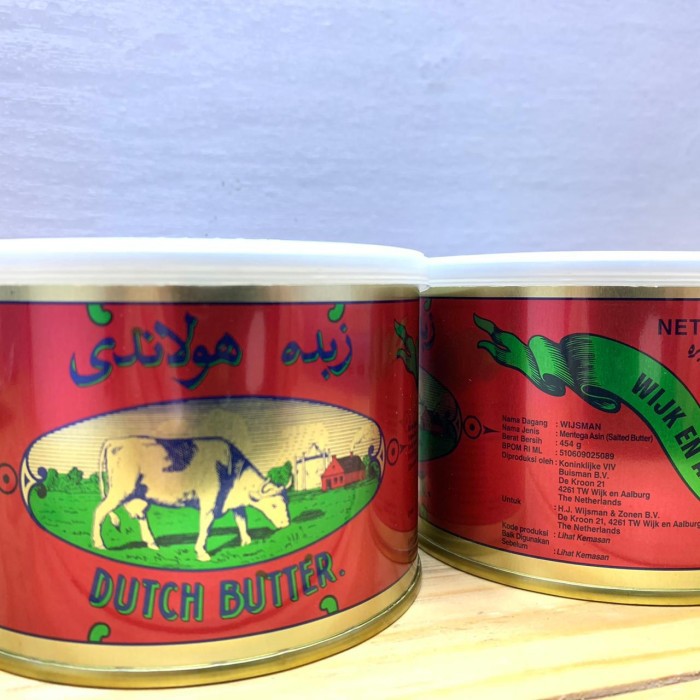 زبده هولاندى
DUTCH BUTTER.
NET
WIJK EN
Nama Dagang : WIJSMAN
Nama Jenis : Mentega Asin (Salted Butter)
Berat Bersih : 454 g
BPOM RI ML : 510609025089
Diproduksi oleh : Koninklijke VIV
Buisman B.V.
De Kroon 21
4261 TW Wijk en Aalburg
The Netherlands
Untuk : H.J. Wijsman & Zonen B.V.
De Kroon 21, 4261 TW Wijk en Aalburg
The Netherlands
Kode produksi : Lihat Kemasan
Baik Digunakan
Sebelum : Lihat Kemasan